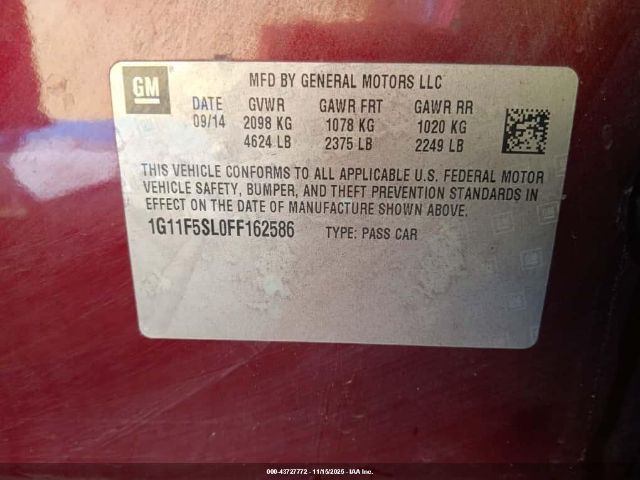 GM
MFD BY GENERAL MOTORS LLC
DATE GVWR GAWR FRT GAWR RR
09/14 2098 KG 1078 KG 1020 KG
4624 LB 2375 LB 2249 LB
THIS VEHICLE CONFORMS TO ALL APPLICABLE U.S. FEDERAL MOTOR
VEHICLE SAFETY, BUMPER, AND THEFT PREVENTION STANDARDS IN
EFFECT ON THE DATE OF MANUFACTURE SHOWN ABOVE.
1G11F5SL0FF162586 TYPE: PASS CAR
000-43727772 - 11/15/2025 - IAA Inc.